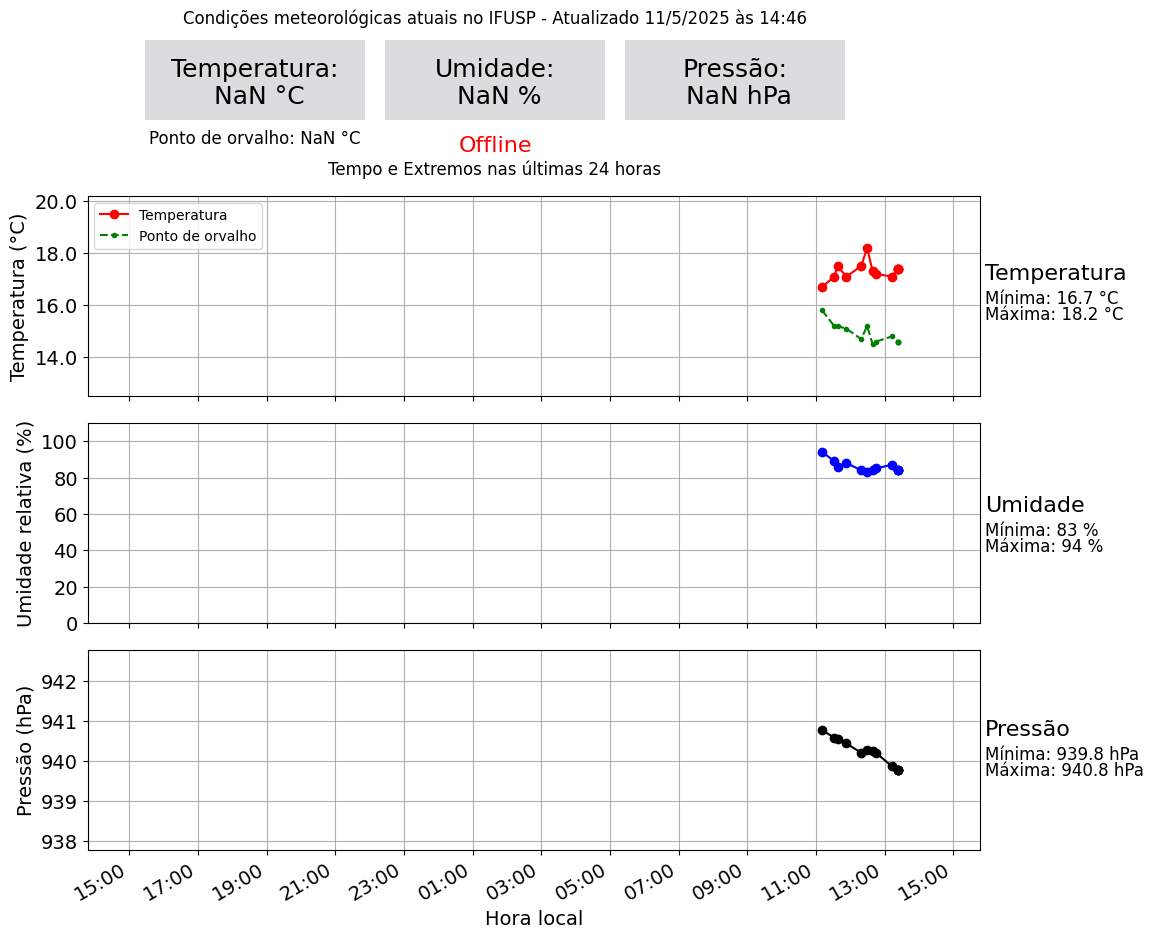 Condições meteorológicas atuais no IFUSP - Atualizado 11/5/2025 às 14:46
Temperatura:
NaN °C
Umidade:
NaN %
Pressão:
NaN hPa
Ponto de orvalho: NaN °C
Offline
Tempo e Extremos nas últimas 24 horas
Temperatura (°C)
20.0
18.0
16.0
14.0
Temperatura
Ponto de orvalho
Temperatura
Mínima: 16.7 °C
Máxima: 18.2 °C
Umidade relativa (%)
100
80
60
40
20
0
Umidade
Mínima: 83 %
Máxima: 94 %
Pressão (hPa)
942
941
940
939
938
Pressão
Mínima: 939.8 hPa
Máxima: 940.8 hPa
15:00
17:00
19:00
21:00
23:00
01:00
03:00
05:00
07:00
09:00
11:00
13:00
15:00
Hora local